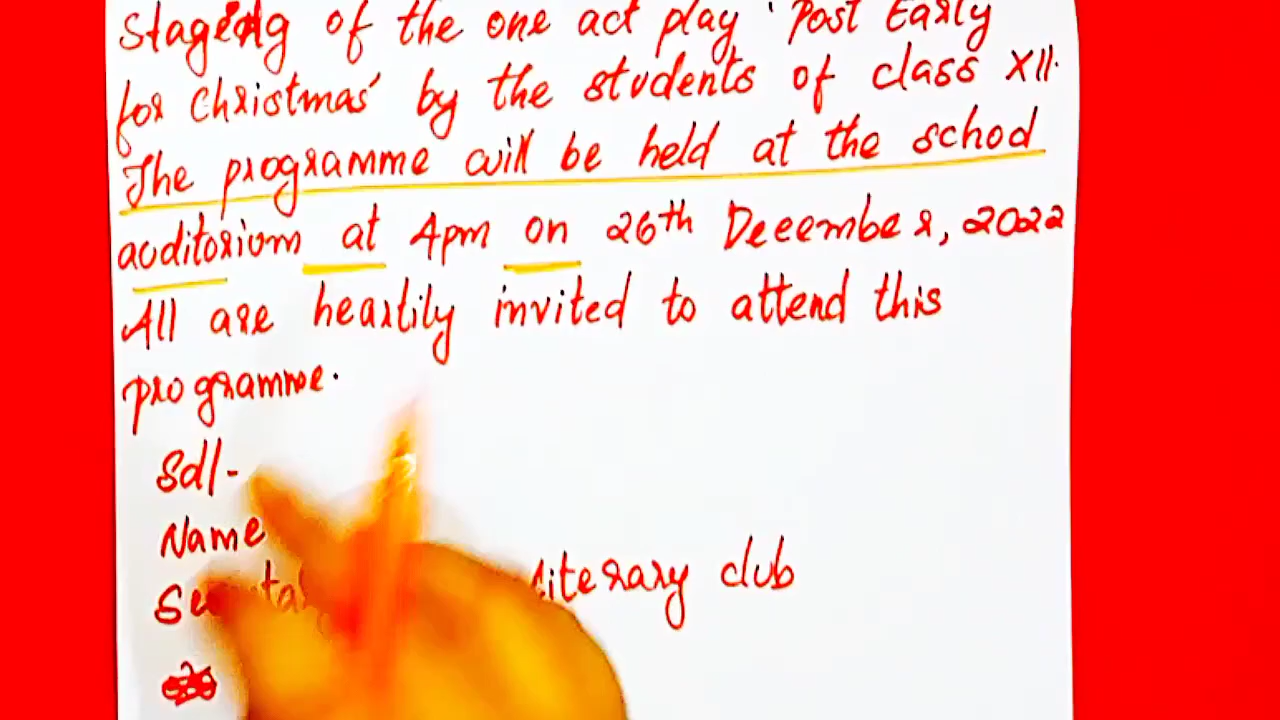 Staging of the one act play 'Post Early
for Christmas' by the students of class XII.
The programme will be held at the school
auditorium at 4pm on 26th December, 2022
All are heartily invited to attend this
programme.
Sd/-
Name
literary club